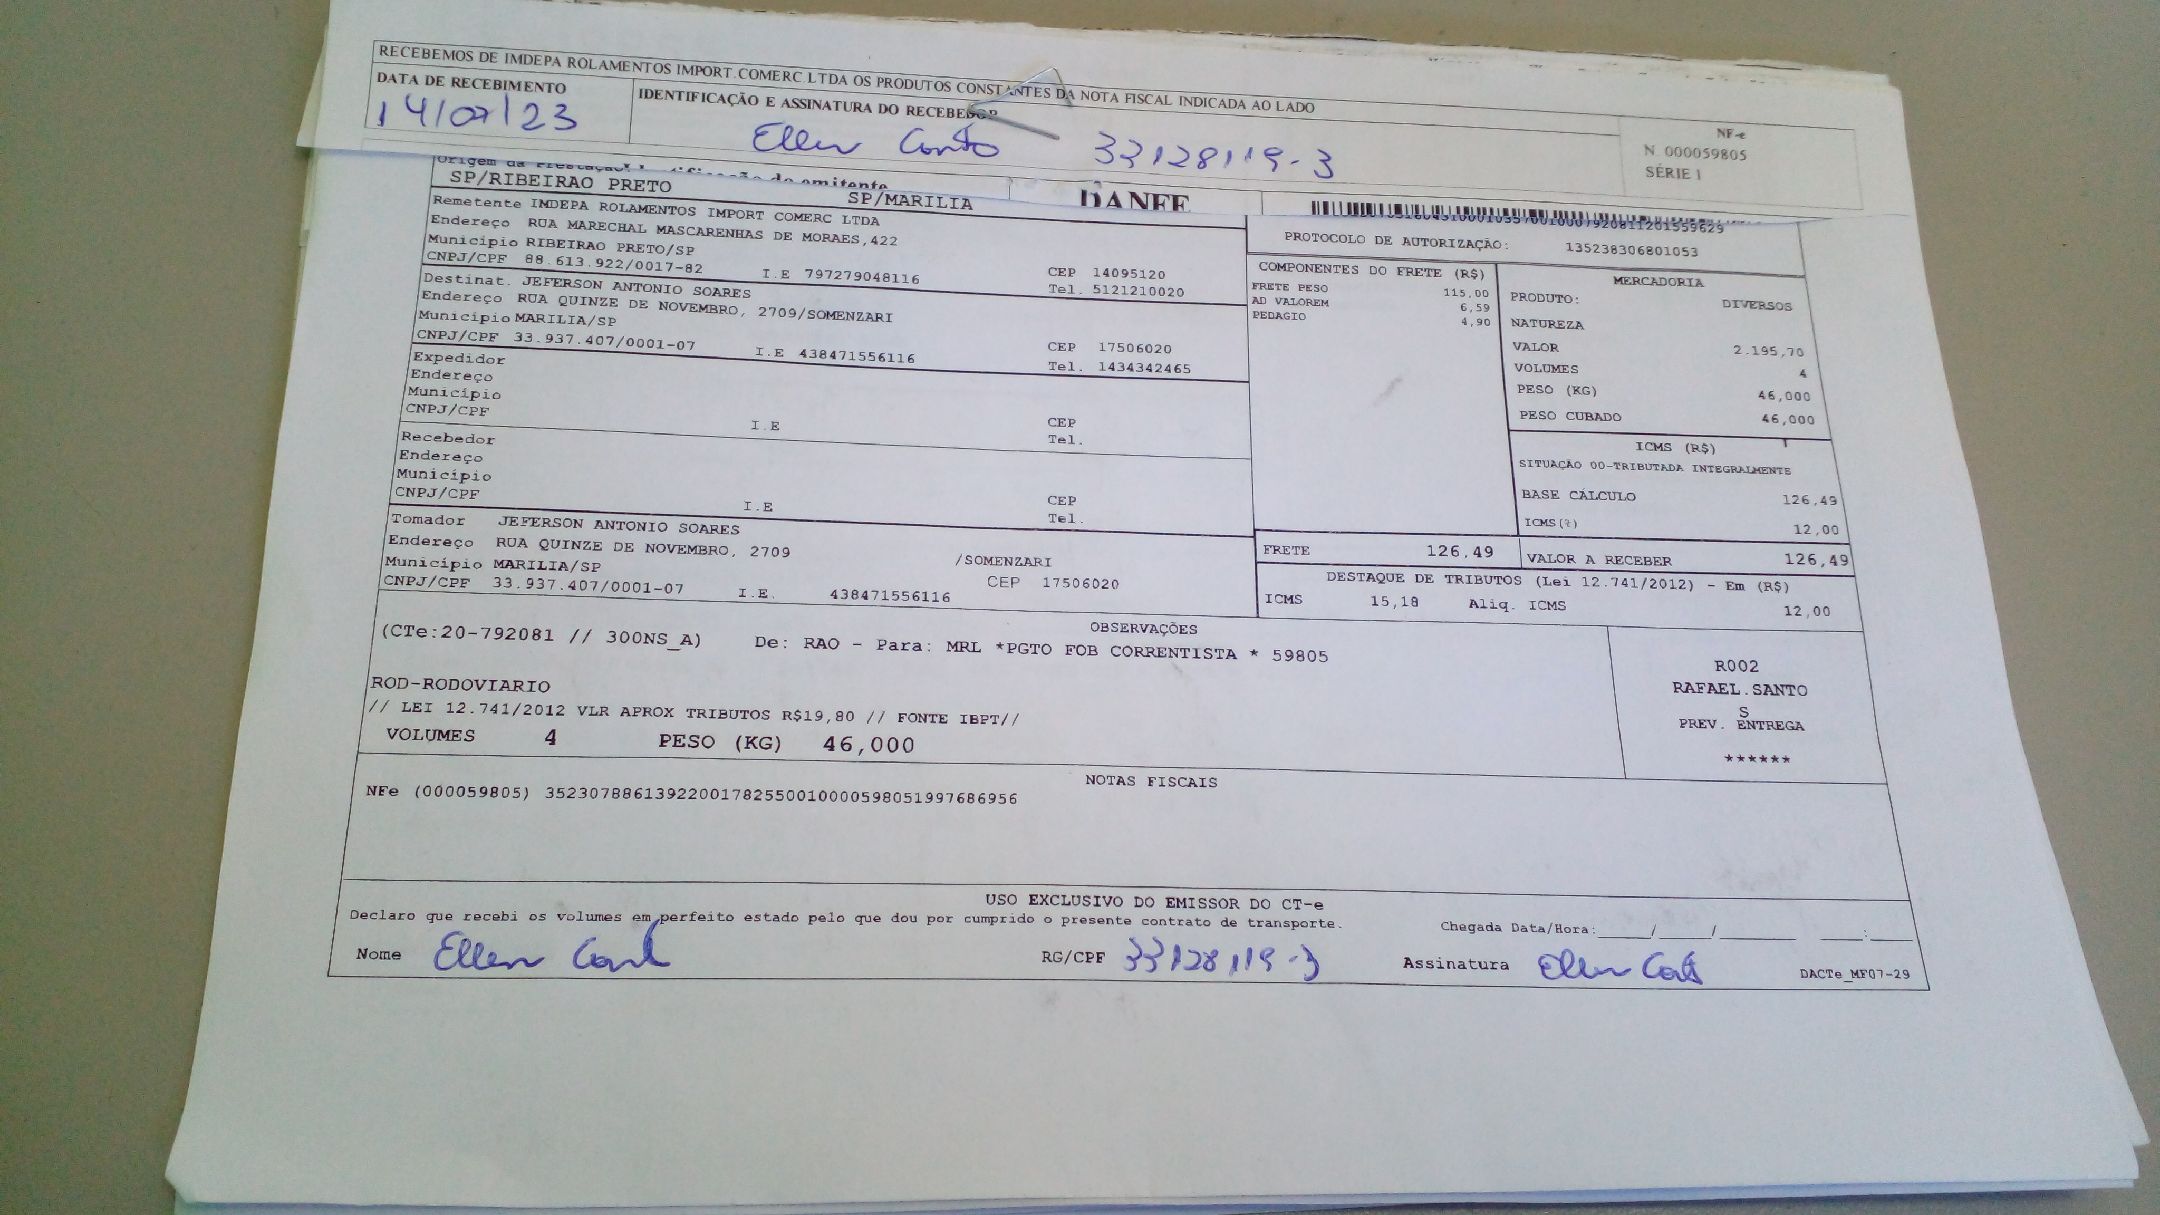 RECEBEMOS DE IMDEPA ROLAMENTOS IMPORT.COMERC.LTDA OS PRODUTOS CONSTANTES DA NOTA FISCAL INDICADA AO LADO
DATA DE RECEBIMENTO
14/07/23
IDENTIFICAÇÃO E ASSINATURA DO RECEBEDOR
Ellen 33128119-3
NF-e
N. 000059805
SÉRIE 1
SP/RIBEIRAO PRETO
SP/MARILIA
DANFE
Remetente IMDEPA ROLAMENTOS IMPORT COMERC LTDA
Endereço RUA MARECHAL MASCARENHAS DE MORAES,422
Município RIBEIRAO PRETO/SP
CNPJ/CPF 88.613.922/0017-82 I.E 797279048116
CEP 14095120
Tel. 5121210020
Destinat. JEFERSON ANTONIO SOARES
Endereço RUA QUINZE DE NOVEMBRO, 2709/SOMENZARI
Município MARILIA/SP
CNPJ/CPF 33.937.407/0001-07 I.E 438471556116
CEP 17506020
Tel. 1434342465
Expedidor
Endereço
Município
CNPJ/CPF I.E
CEP
Tel.
Recebedor
Endereço
Município
CNPJ/CPF I.E
CEP
Tel.
Tomador JEFERSON ANTONIO SOARES
Endereço RUA QUINZE DE NOVEMBRO, 2709 /SOMENZARI
Município MARILIA/SP CEP 17506020
CNPJ/CPF 33.937.407/0001-07 I.E. 438471556116
PROTOCOLO DE AUTORIZAÇÃO: 135238306801053
COMPONENTES DO FRETE (R$)
FRETE PESO 115,00
AD VALOREM 6,59
PEDAGIO 4,90
MERCADORIA
PRODUTO: DIVERSOS
NATUREZA
VALOR 2.195,70
VOLUMES 4
PESO (KG) 46,000
PESO CUBADO 46,000
ICMS (R$)
SITUAÇÃO 00-TRIBUTADA INTEGRALMENTE
BASE CÁLCULO 126,49
ICMS(%) 12,00
FRETE 126,49
VALOR A RECEBER 126,49
DESTAQUE DE TRIBUTOS (Lei 12.741/2012) - Em (R$)
ICMS 15,18 Aliq. ICMS 12,00
OBSERVAÇÕES
(CTe:20-792081 // 300NS_A) De: RAO - Para: MRL *PGTO FOB CORRENTISTA * 59805
ROD-RODOVIARIO
// LEI 12.741/2012 VLR APROX TRIBUTOS R$19,80 // FONTE IBPT//
VOLUMES 4 PESO (KG) 46,000
R002
RAFAEL.SANTO
S
PREV. ENTREGA
******
NOTAS FISCAIS
NFe (000059805) 35230788613922001782550010000598051997686956
USO EXCLUSIVO DO EMISSOR DO CT-e
Declaro que recebi os volumes em perfeito estado pelo que dou por cumprido o presente contrato de transporte.
Chegada Data/Hora:____/____/______ ___:___
Nome Ellen RG/CPF 33128119-3 Assinatura Ellen
DACTe_MF07-29